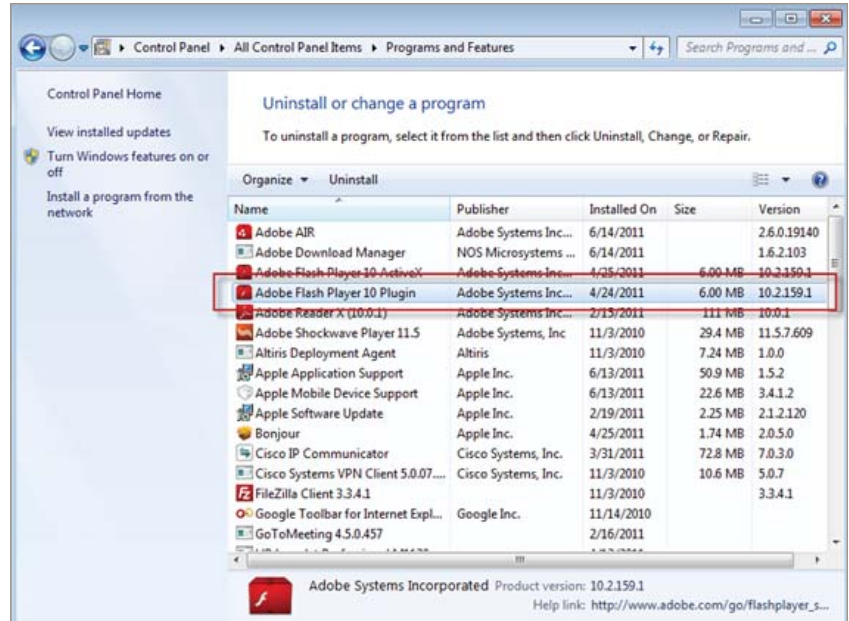 Control Panel ▸ All Control Panel Items ▸ Programs and Features
Search Programs and ...
Control Panel Home
View installed updates
Turn Windows features on or
off
Install a program from the
network
Uninstall or change a program
To uninstall a program, select it from the list and then click Uninstall, Change, or Repair.
Organize Uninstall
Name Publisher Installed On Size Version
Adobe AIR Adobe Systems Inc... 6/14/2011 2.6.0.19140
Adobe Download Manager NOS Microsystems ... 6/14/2011 1.6.2.103
Adobe Flash Player 10 ActiveX Adobe Systems Inc... 4/25/2011 6.00 MB 10.2.159.1
Adobe Flash Player 10 Plugin Adobe Systems Inc... 4/24/2011 6.00 MB 10.2.159.1
Adobe Reader X (10.0.1) Adobe Systems Inc... 2/15/2011 111 MB 10.0.1
Adobe Shockwave Player 11.5 Adobe Systems, Inc 11/3/2010 29.4 MB 11.5.7.609
Altiris Deployment Agent Altiris 11/3/2010 7.24 MB 1.0.0
Apple Application Support Apple Inc. 6/13/2011 50.9 MB 1.5.2
Apple Mobile Device Support Apple Inc. 6/13/2011 22.6 MB 3.4.1.2
Apple Software Update Apple Inc. 2/19/2011 2.25 MB 2.1.2.120
Bonjour Apple Inc. 4/25/2011 1.74 MB 2.0.5.0
Cisco IP Communicator Cisco Systems, Inc. 3/31/2011 72.8 MB 7.0.3.0
Cisco Systems VPN Client 5.0.07.... Cisco Systems, Inc. 11/3/2010 10.6 MB 5.0.7
FileZilla Client 3.3.4.1 11/3/2010 3.3.4.1
Google Toolbar for Internet Expl... Google Inc. 11/14/2010
GoToMeeting 4.5.0.457 2/16/2011
Adobe Systems Incorporated Product version: 10.2.159.1
Help link: http://www.adobe.com/go/flashplayer_s...